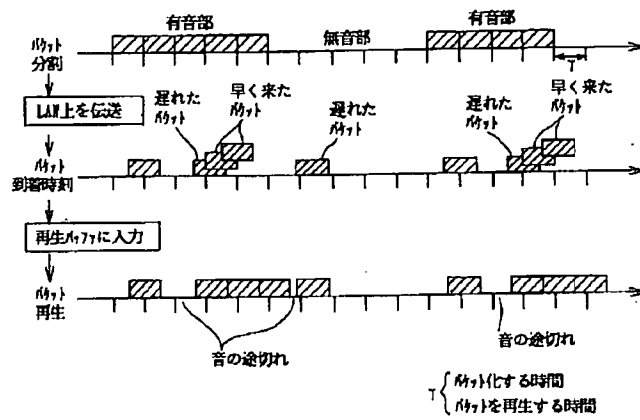 有音部
無音部
有音部
パケット
分割
T
LAN上を伝送
遅れた
パケット
早く来た
パケット
遅れた
パケット
遅れた
パケット
早く来た
パケット
パケット
到着時刻
再生バッファに入力
パケット
再生
音の途切れ
音の途切れ
T
パケット化する時間
パケットを再生する時間